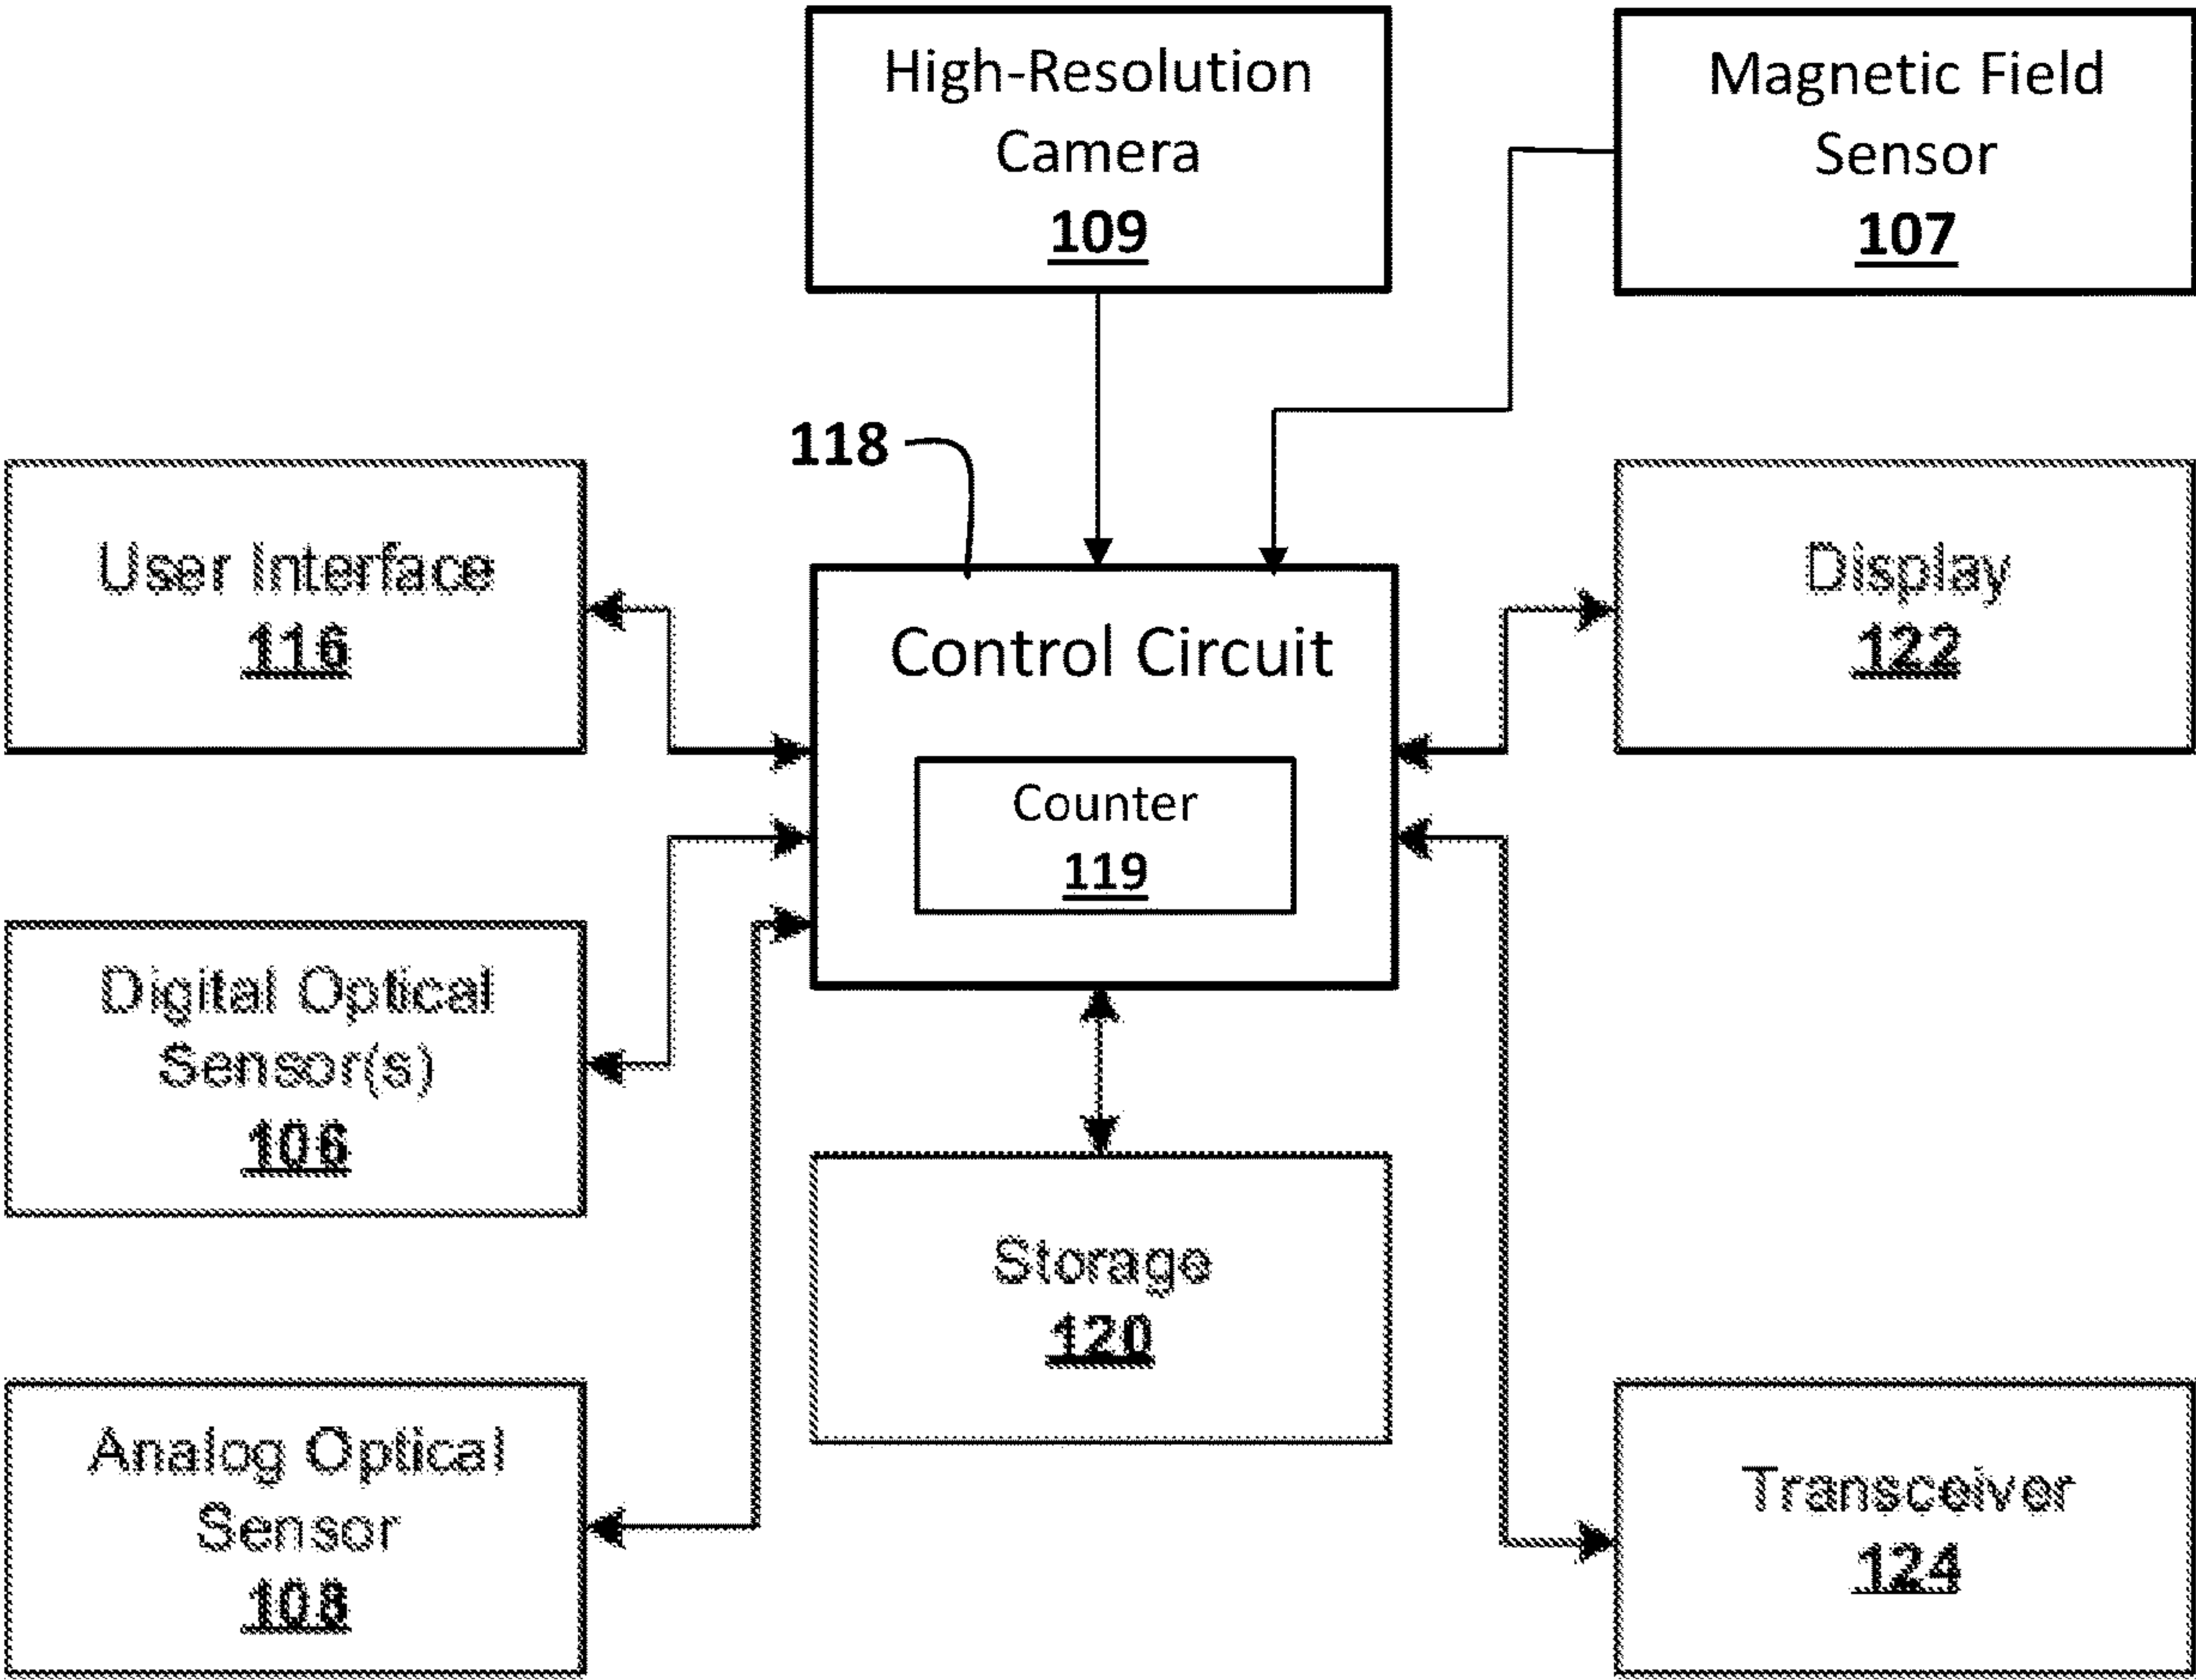 High-Resolution
Camera
109
Magnetic Field
Sensor
107
118
User Interface
116
Control Circuit
Counter
119
Display
122
Digital Optical
Sensor(s)
106
Storage
120
Analog Optical
Sensor
108
Transceiver
124